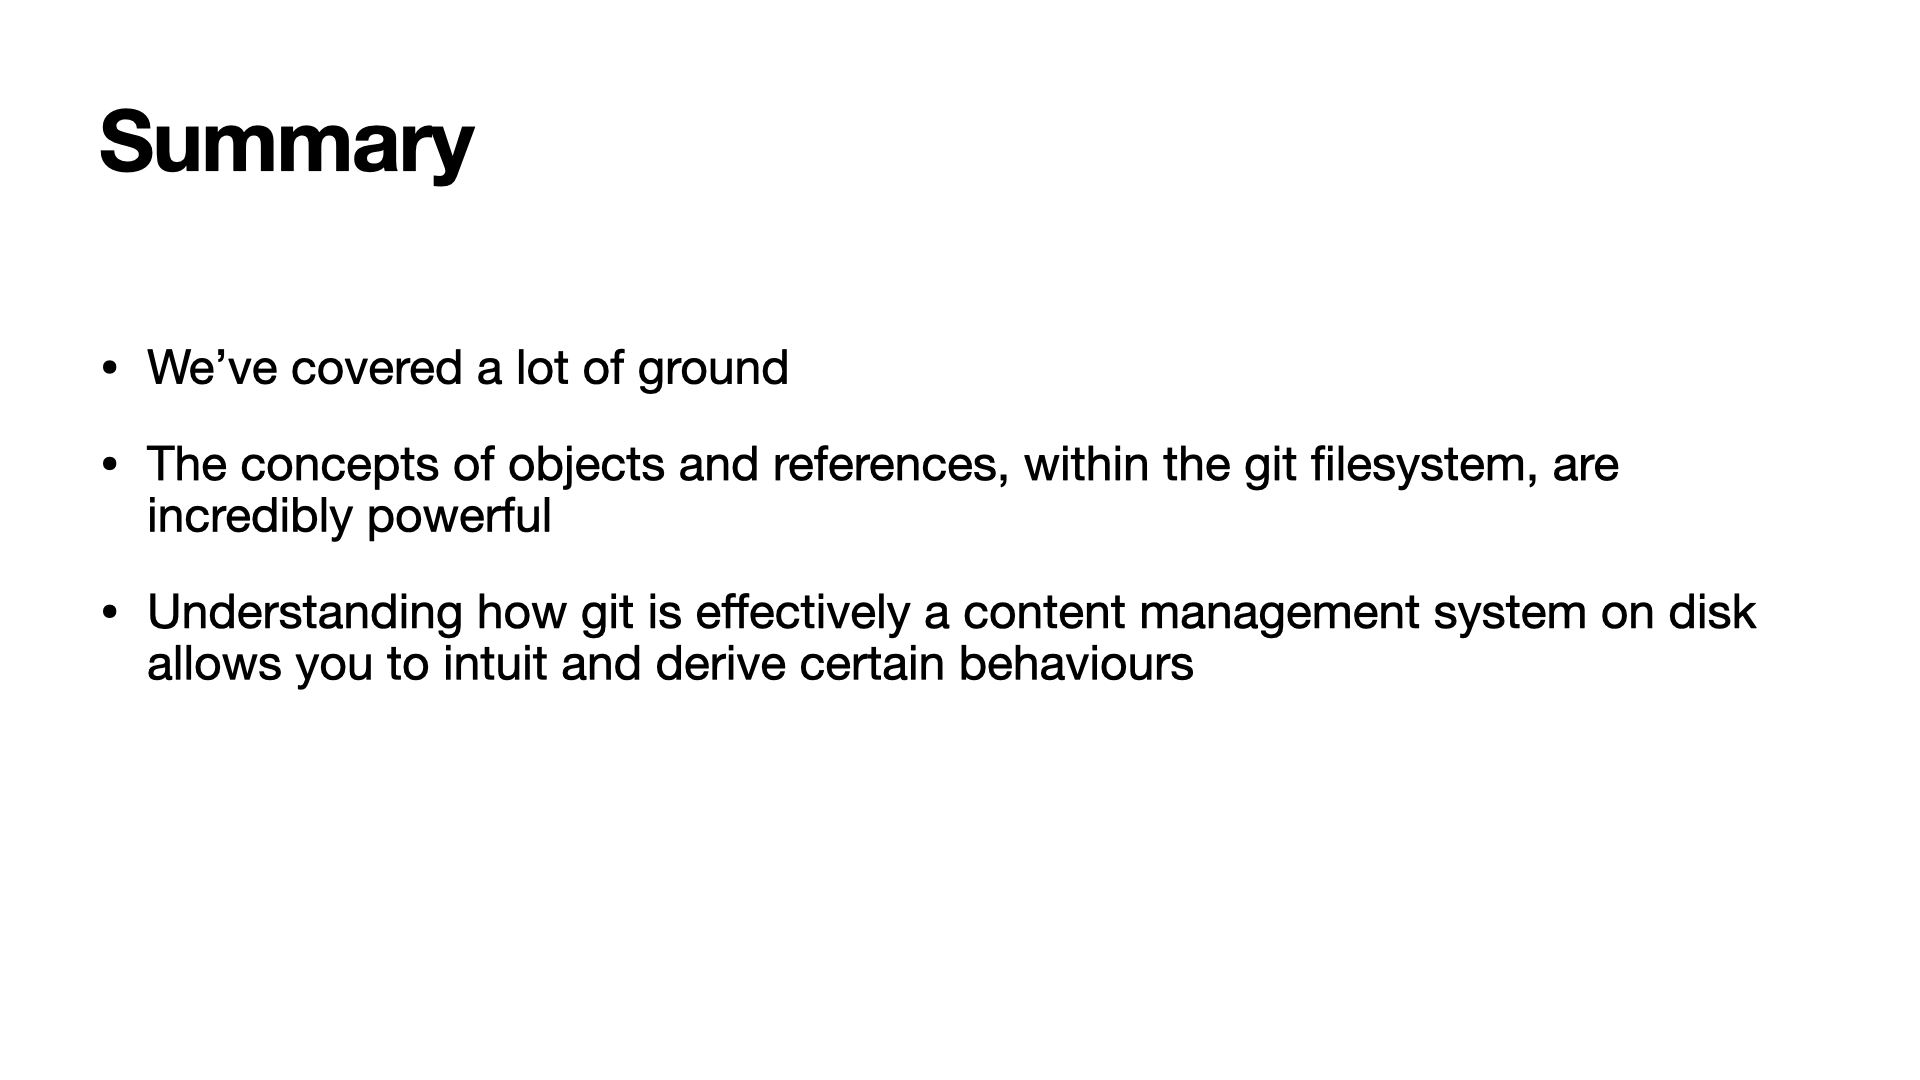 Summary
• We’ve covered a lot of ground
• The concepts of objects and references, within the git filesystem, are
incredibly powerful
• Understanding how git is effectively a content management system on disk
allows you to intuit and derive certain behaviours